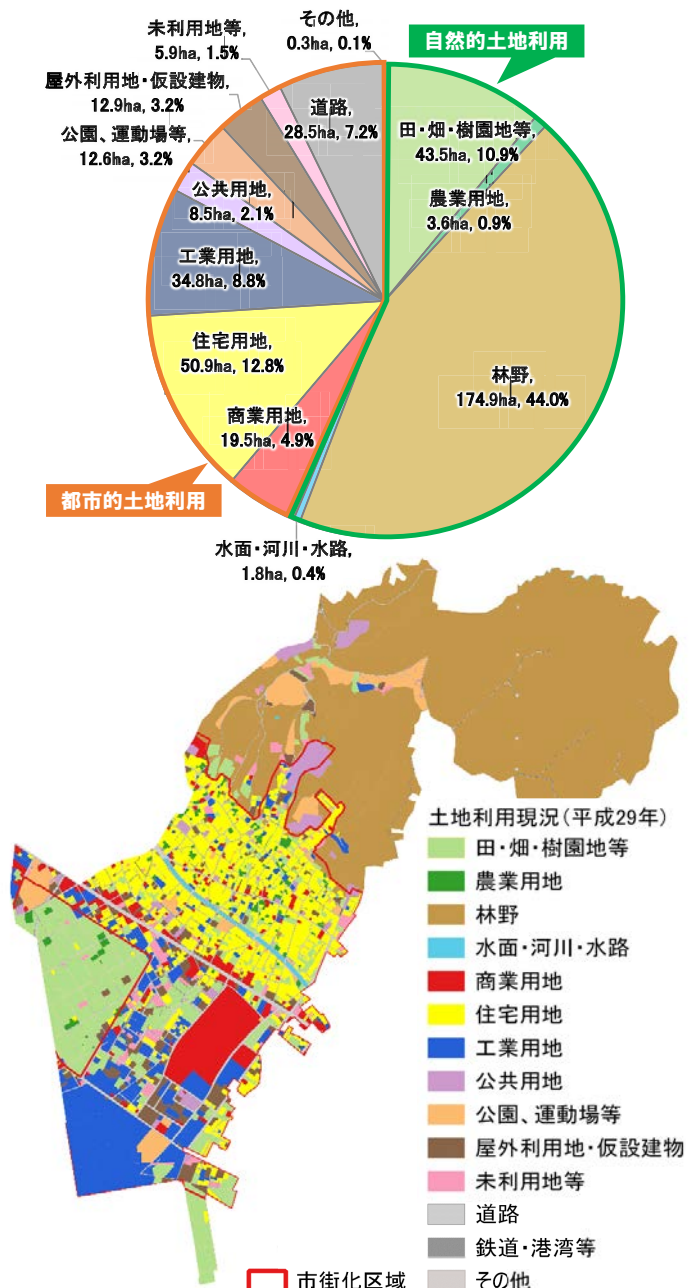 その他,
0.3ha, 0.1%
自然的土地利用
未利用地等,
5.9ha, 1.5%
屋外利用地・仮設建物,
12.9ha, 3.2%
道路,
28.5ha, 7.2%
田・畑・樹園地等,
43.5ha, 10.9%
公園、運動場等,
12.6ha, 3.2%
農業用地,
3.6ha, 0.9%
公共用地,
8.5ha, 2.1%
工業用地,
34.8ha, 8.8%
住宅用地,
50.9ha, 12.8%
林野,
174.9ha, 44.0%
商業用地,
19.5ha, 4.9%
都市的土地利用
水面・河川・水路,
1.8ha, 0.4%
土地利用現況(平成29年)
田・畑・樹園地等
農業用地
林野
水面・河川・水路
商業用地
住宅用地
工業用地
公共用地
公園、運動場等
屋外利用地・仮設建物
未利用地等
道路
鉄道・港湾等
市街化区域
その他